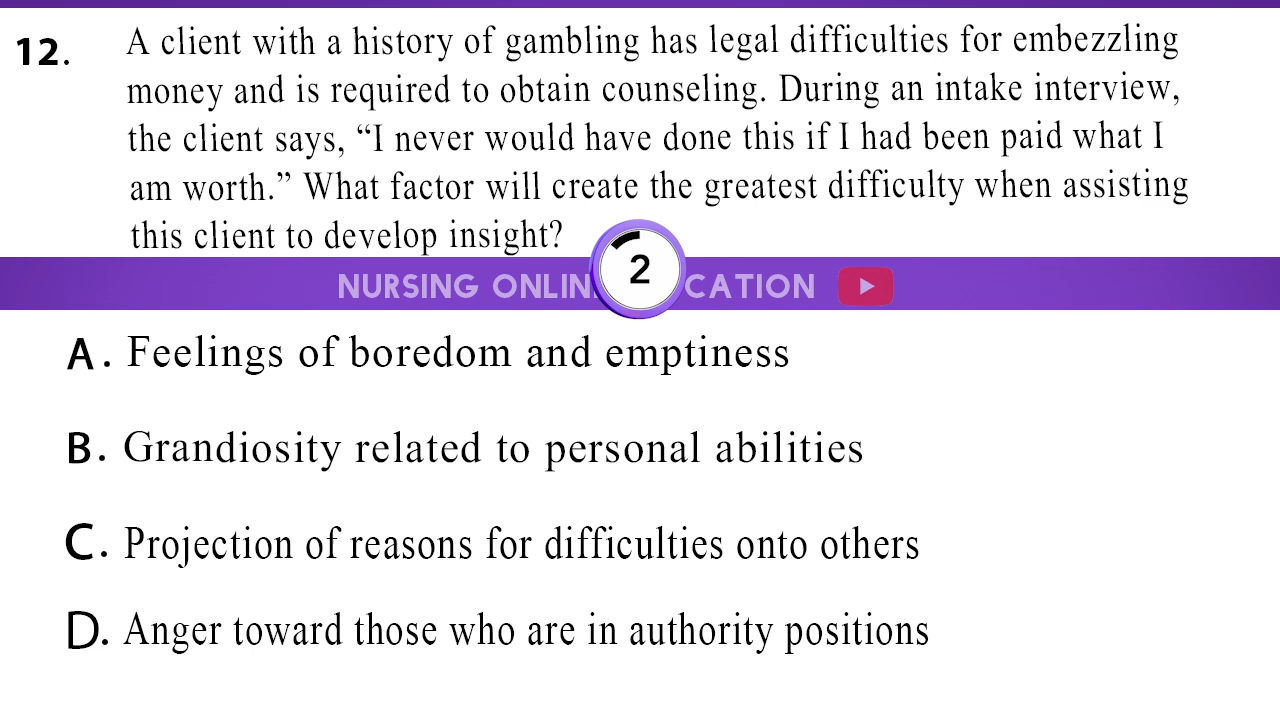 12. A client with a history of gambling has legal difficulties for embezzling
money and is required to obtain counseling. During an intake interview,
the client says, “I never would have done this if I had been paid what I
am worth.” What factor will create the greatest difficulty when assisting
this client to develop insight?
NURSING ONLIN 2 CATION
A. Feelings of boredom and emptiness
B. Grandiosity related to personal abilities
C. Projection of reasons for difficulties onto others
D. Anger toward those who are in authority positions